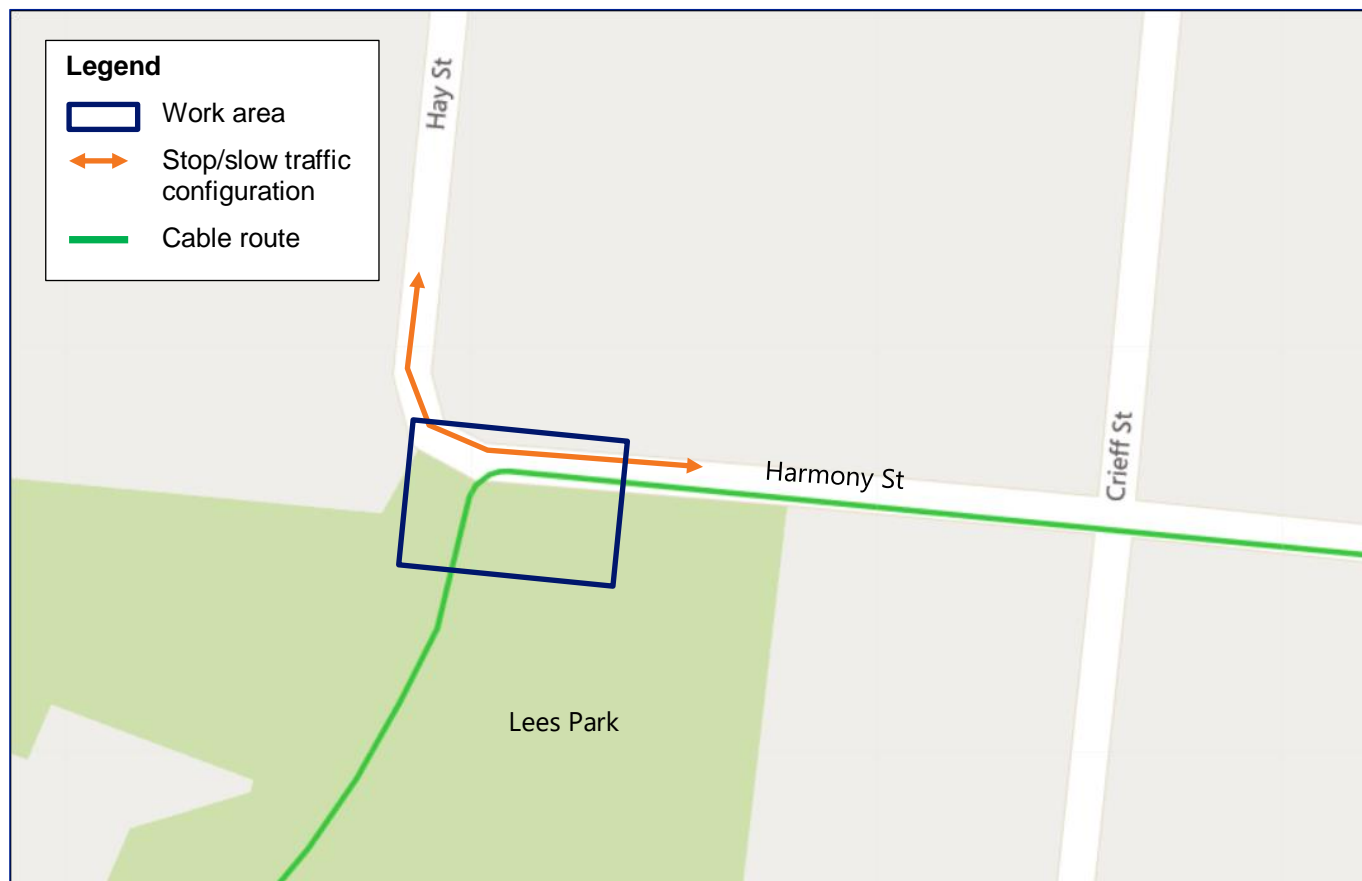 Legend
Work area
Stop/slow traffic
configuration
Cable route
Hay St
Harmony St
Crieff St
Lees Park